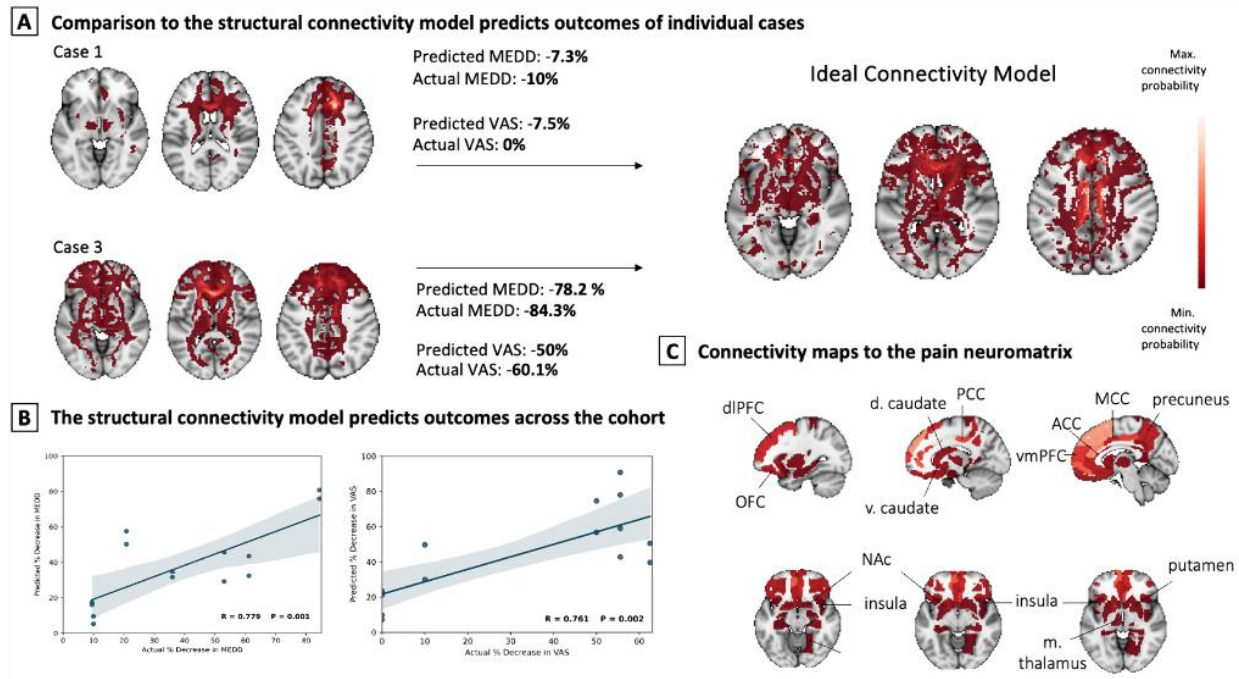 A Comparison to the structural connectivity model predicts outcomes of individual cases
Case 1
Predicted MEDD: -7.3%
Actual MEDD: -10%
Predicted VAS: -7.5%
Actual VAS: 0%
Case 3
Predicted MEDD: -78.2 %
Actual MEDD: -84.3%
Predicted VAS: -50%
Actual VAS: -60.1%
Ideal Connectivity Model
Max.
connectivity
probability
Min.
connectivity
probability
B The structural connectivity model predicts outcomes across the cohort
Predicted % Decrease in MEDD
100
80
60
40
20
0
0 10 20 30 40 50 60 70 80
Actual % Decrease in MEDD
R = 0.779 P = 0.001
Predicted % Decrease in VAS
100
80
60
40
20
0
0 10 20 30 40 50 60
Actual % Decrease in VAS
R = 0.761 P = 0.002
C Connectivity maps to the pain neuromatrix
dlPFC
OFC
d. caudate
PCC
v. caudate
MCC
ACC
vmPFC
precuneus
NAc
insula
insula
putamen
m.
thalamus